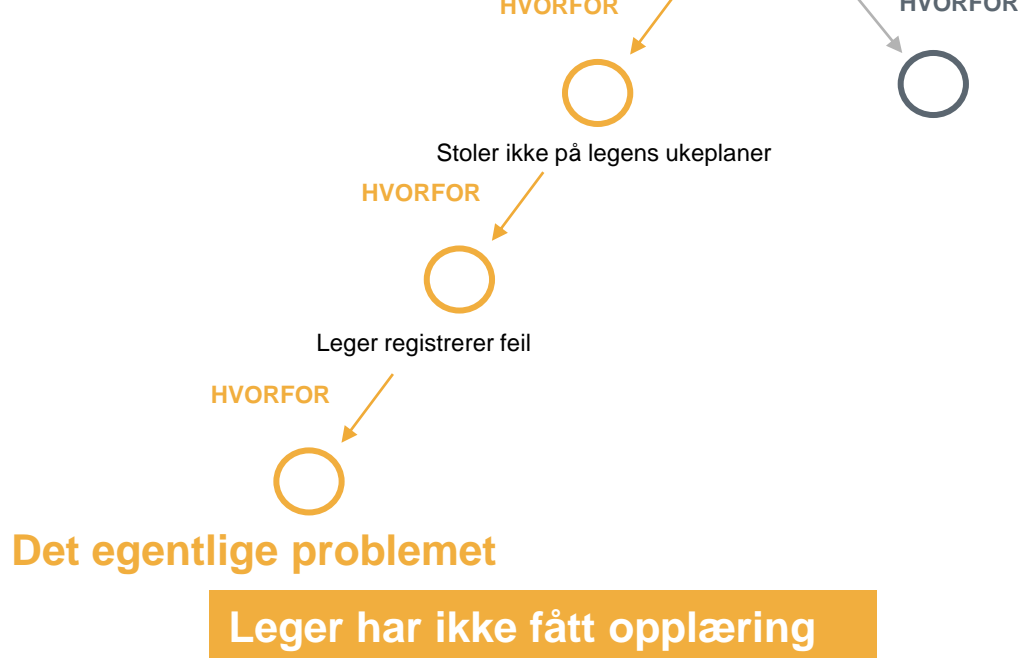 HVORFOR
HVORFOR
Stoler ikke på legens ukeplaner
HVORFOR
Leger registrerer feil
HVORFOR
Det egentlige problemet
Leger har ikke fått opplæring